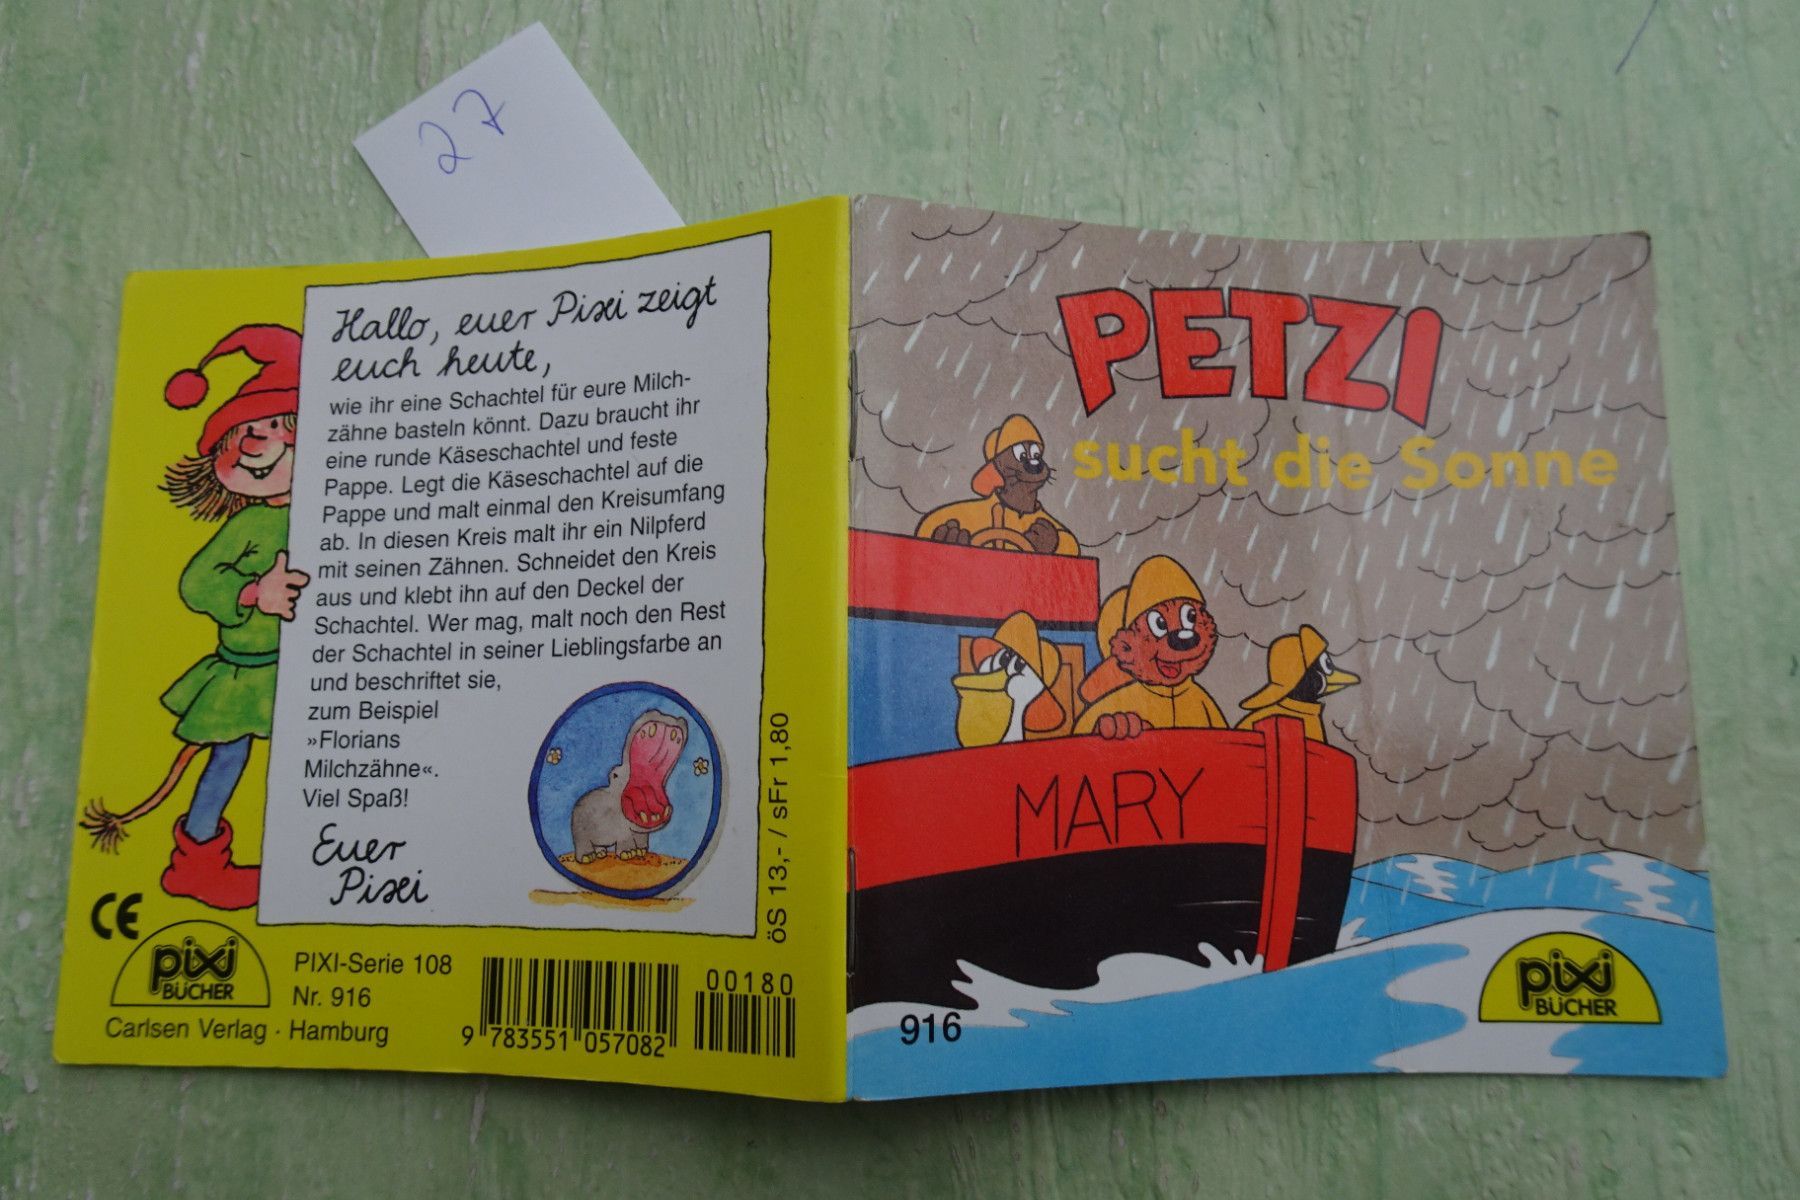 27
Hallo, euer Pixi zeigt
euch heute,
wie ihr eine Schachtel für eure Milch-
zähne basteln könnt. Dazu braucht ihr
eine runde Käseschachtel und feste
Pappe. Legt die Käseschachtel auf die
Pappe und malt einmal den Kreisumfang
ab. In diesen Kreis malt ihr ein Nilpferd
mit seinen Zähnen. Schneidet den Kreis
aus und klebt ihn auf den Deckel der
Schachtel. Wer mag, malt noch den Rest
der Schachtel in seiner Lieblingsfarbe an
und beschriftet sie,
zum Beispiel
»Florians
Milchzähne«.
Viel Spaß!
Euer
Pixi
öS 13,- / sFr 1,80
CE
pixi
BÜCHER
PIXI-Serie 108
Nr. 916
Carlsen Verlag · Hamburg
9 783551 057082
00180
PETZI
sucht die Sonne
MARY
916
pixi
BÜCHER